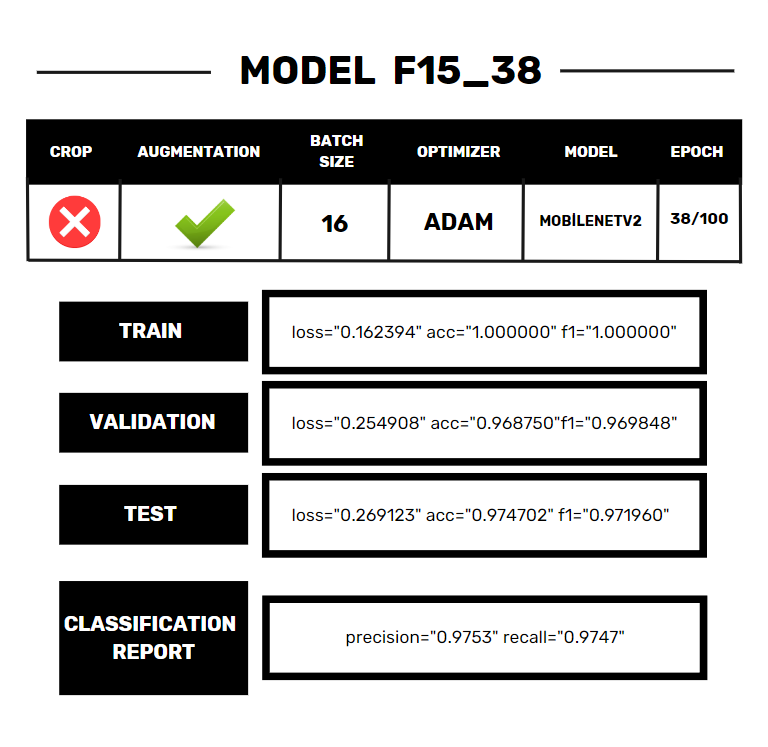 MODEL F15_38
CROP AUGMENTATION BATCH SIZE OPTIMIZER MODEL EPOCH
16 ADAM MOBİLENETV2 38/100
TRAIN loss="0.162394" acc="1.000000" f1="1.000000"
VALIDATION loss="0.254908" acc="0.968750"f1="0.969848"
TEST loss="0.269123" acc="0.974702" f1="0.971960"
CLASSIFICATION
REPORT
precision="0.9753" recall="0.9747"